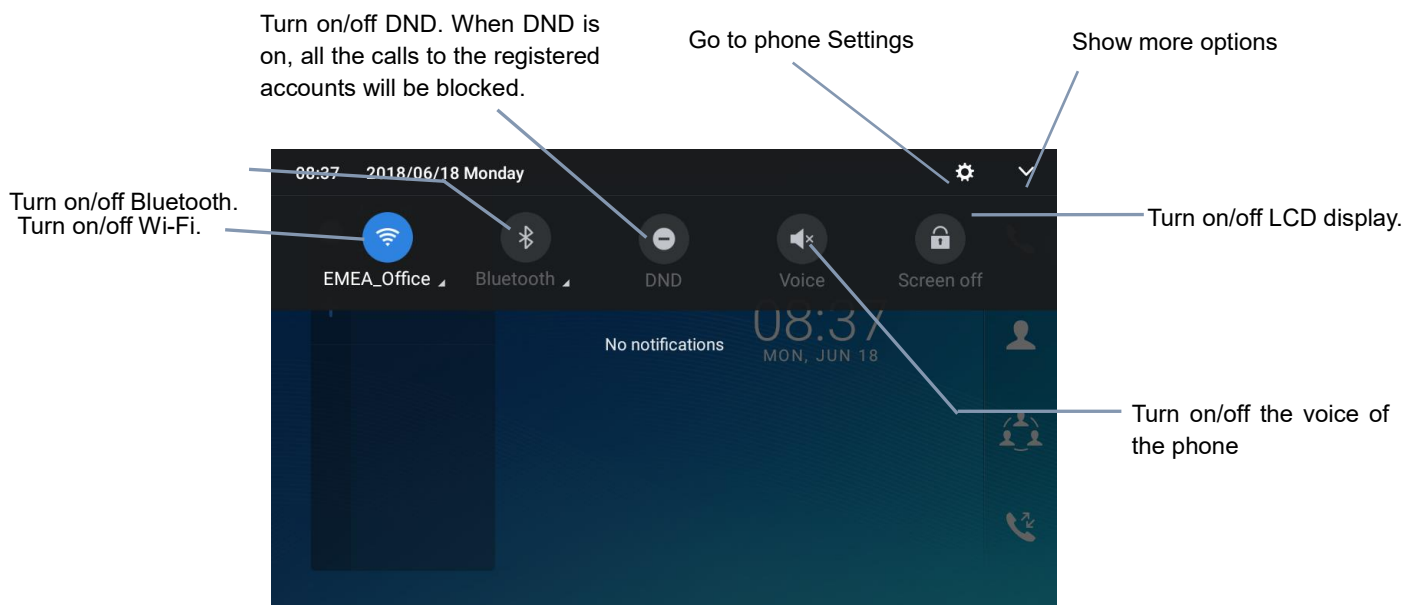 Turn on/off DND. When DND is
on, all the calls to the registered
accounts will be blocked.
Go to phone Settings
Show more options
08:37 2018/06/18 Monday
Turn on/off Bluetooth.
Turn on/off Wi-Fi.
Turn on/off LCD display.
EMEA_Office
Bluetooth
DND
Voice
Screen off
08:37
MON, JUN 18
No notifications
Turn on/off the voice of
the phone